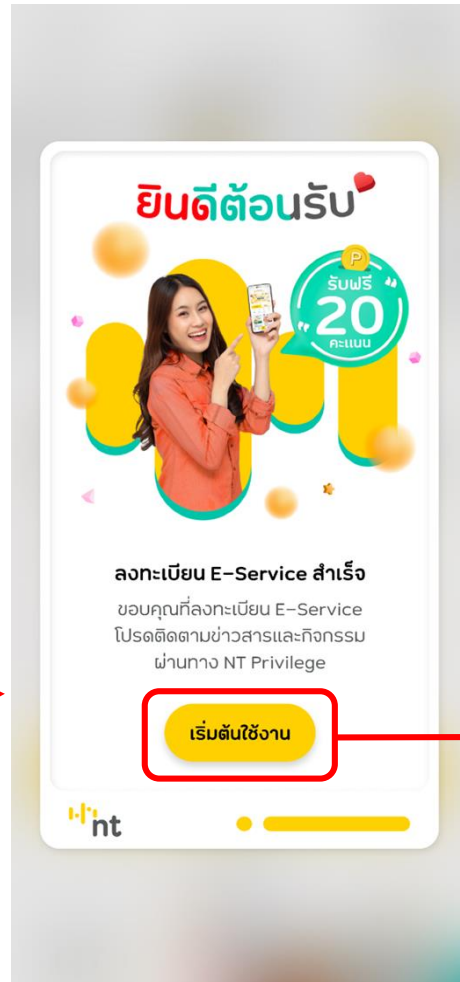 ยินดีต้อนรับ
P
รับฟรี
20
คะแนน
ลงทะเบียน E-Service สำเร็จ
ขอบคุณที่ลงทะเบียน E-Service
โปรดติดตามข่าวสารและกิจกรรม
ผ่านทาง NT Privilege
เริ่มต้นใช้งาน
nt